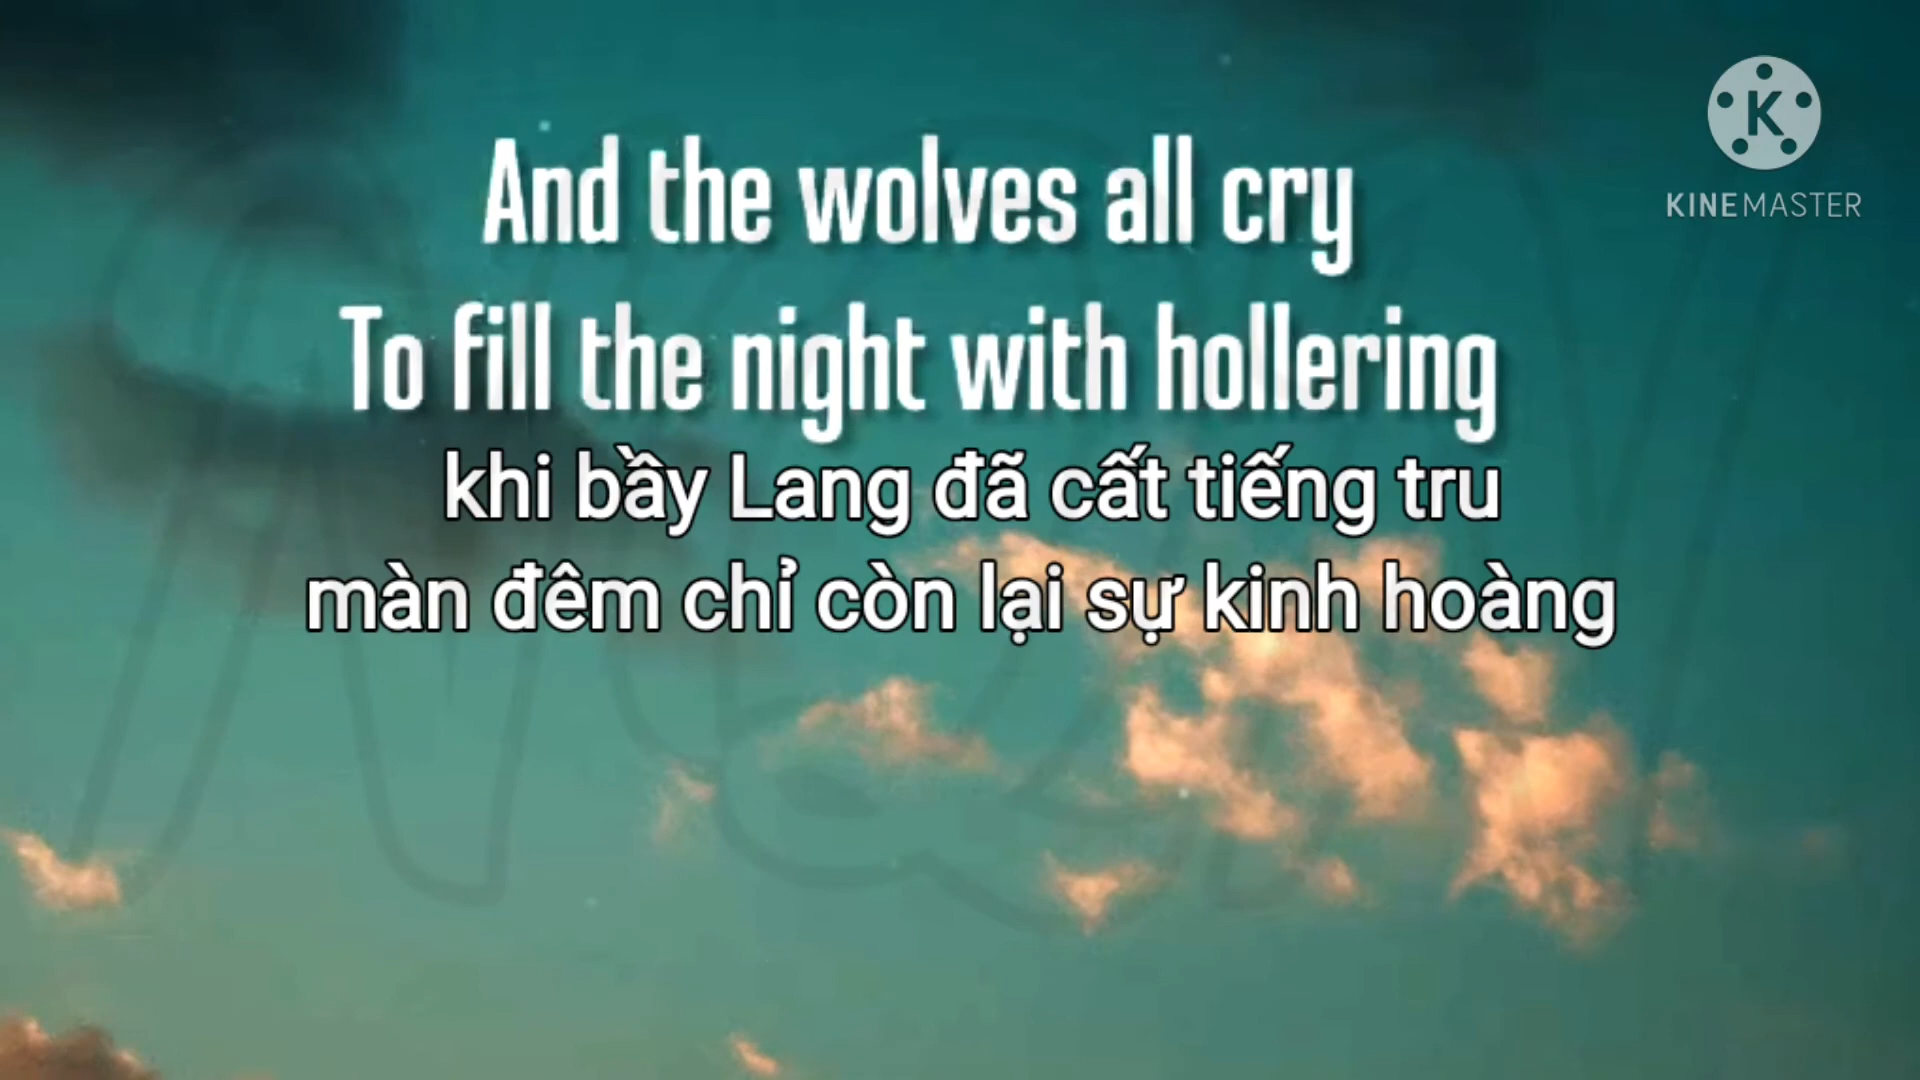 And the wolves all cry
To fill the night with hollering
khi bầy Lang đã cất tiếng tru
màn đêm chỉ còn lại sự kinh hoàng
K
KINEMASTER